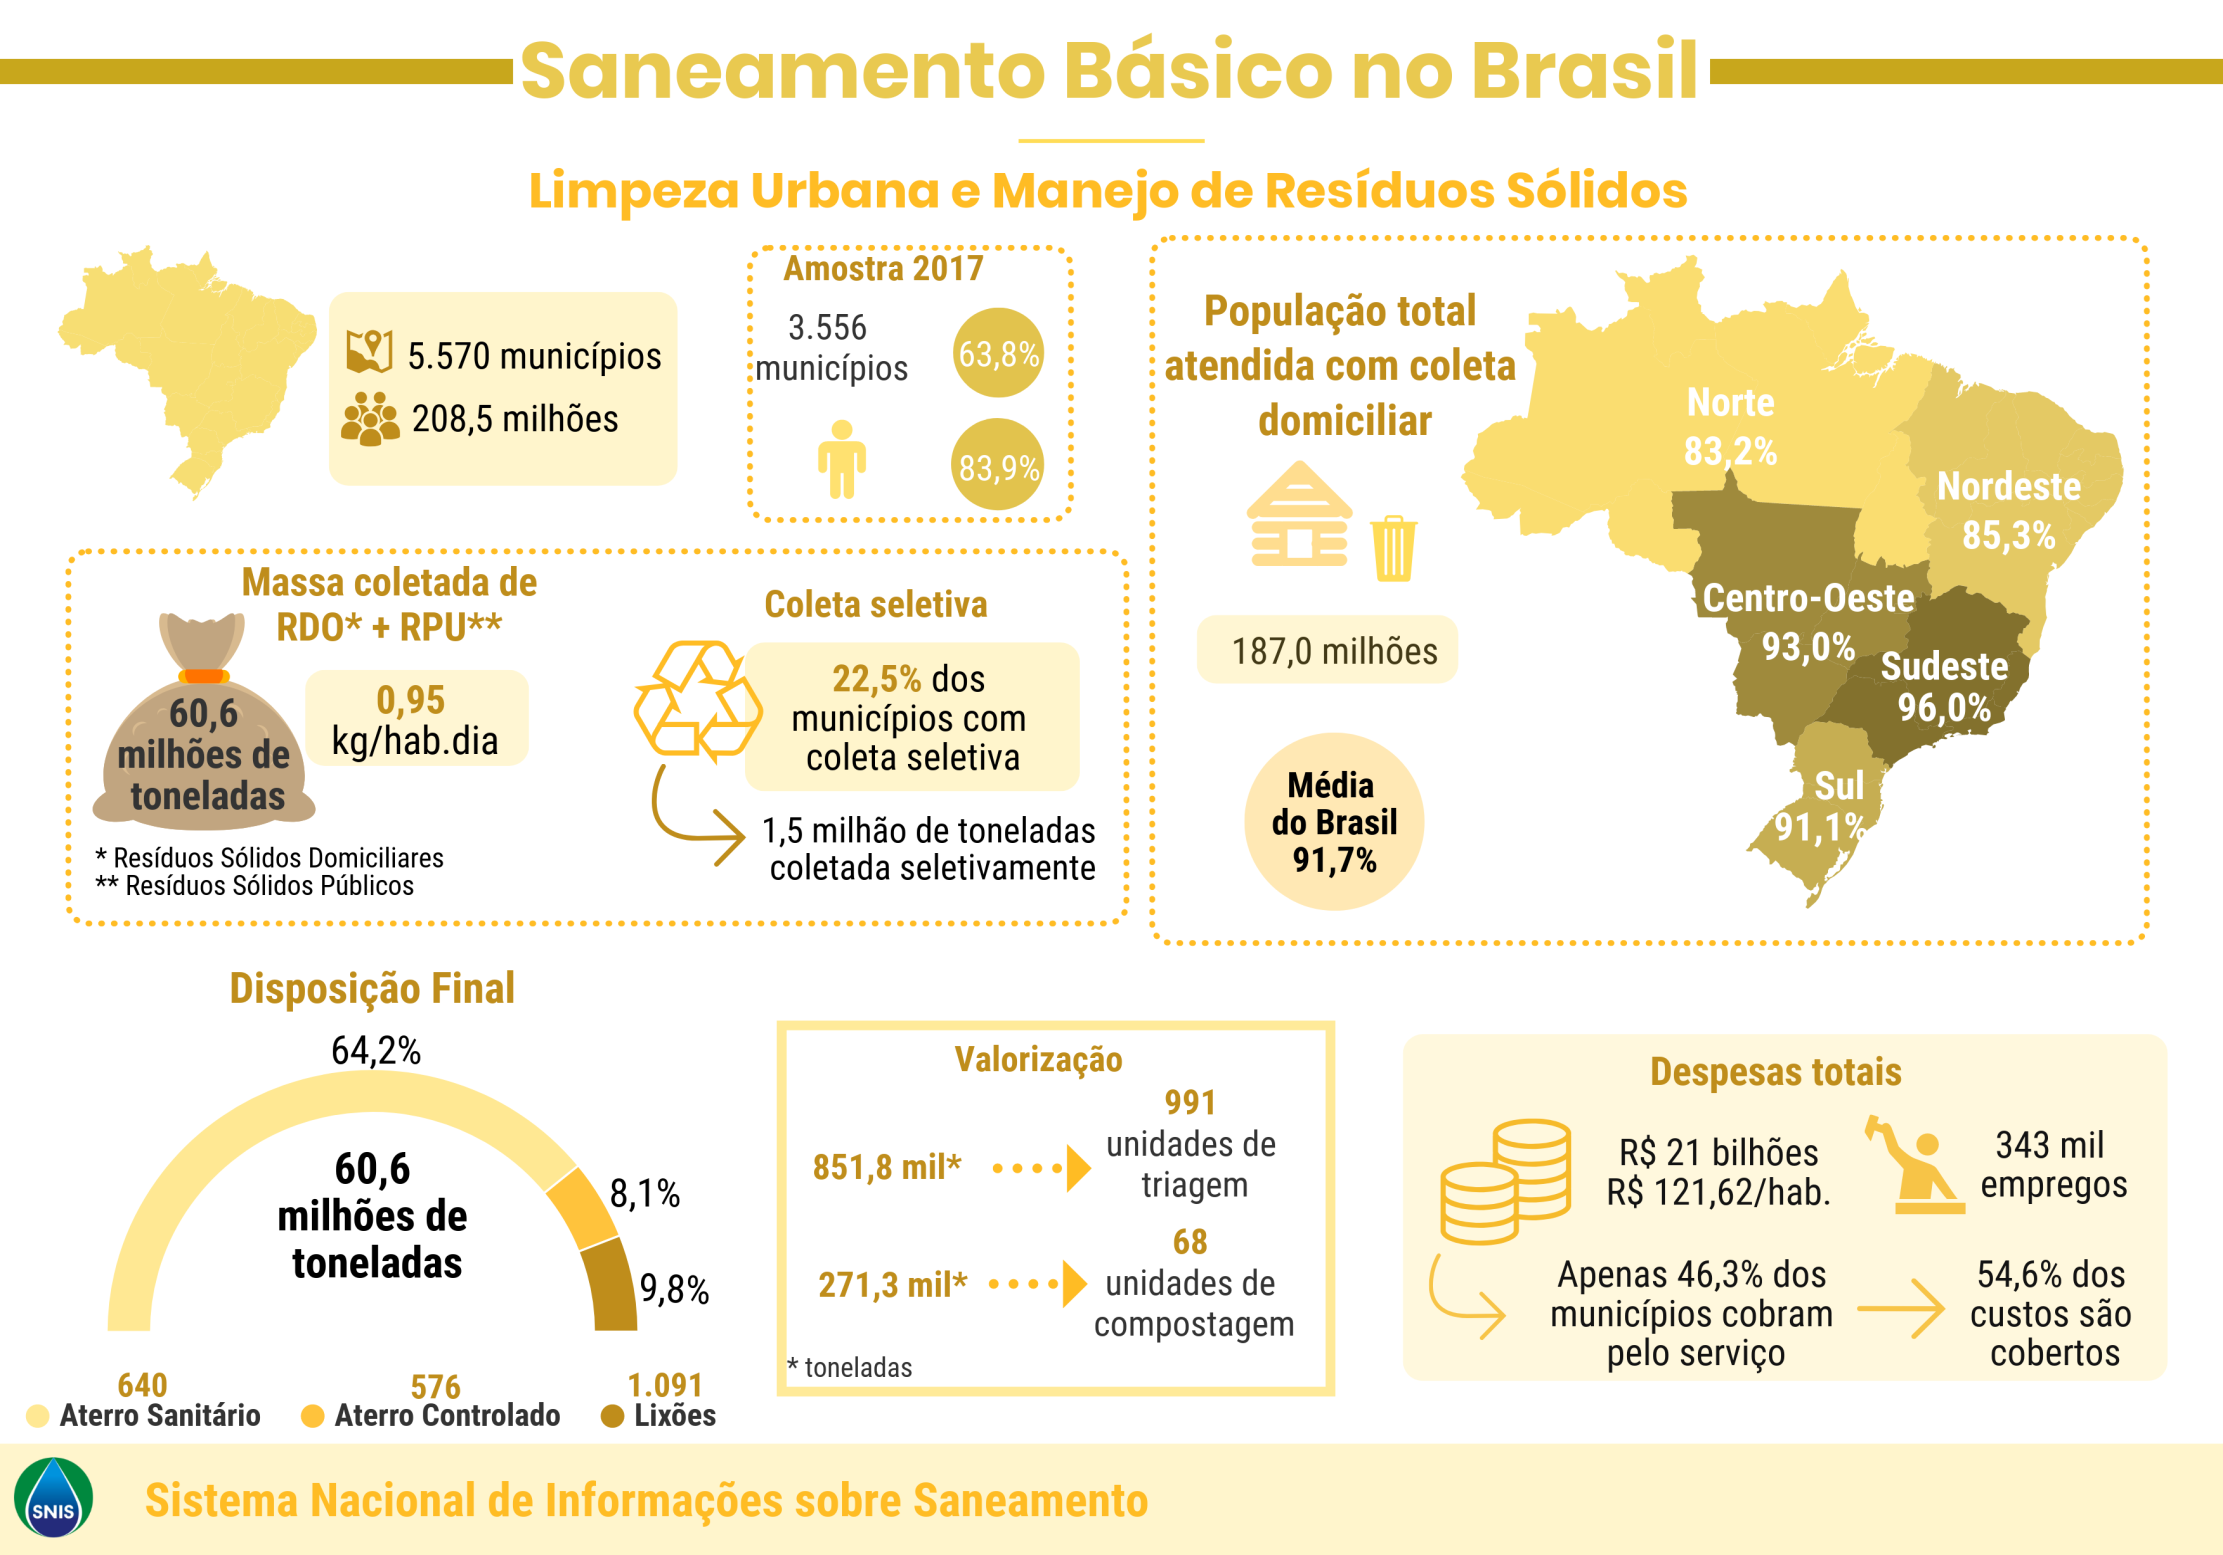 Saneamento Básico no Brasil
Limpeza Urbana e Manejo de Resíduos Sólidos
5.570 municípios
208,5 milhões
Amostra 2017
3.556
municípios
63,8%
83,9%
População total
atendida com coleta
domiciliar
187,0 milhões
Média
do Brasil
91,7%
Norte
83,2%
Nordeste
85,3%
Centro-Oeste
93,0%
Sudeste
96,0%
Sul
91,1%
Massa coletada de
RDO* + RPU**
60,6
milhões de
toneladas
0,95
kg/hab.dia
* Resíduos Sólidos Domiciliares
** Resíduos Sólidos Públicos
Coleta seletiva
22,5% dos
municípios com
coleta seletiva
1,5 milhão de toneladas
coletada seletivamente
Disposição Final
64,2%
8,1%
9,8%
60,6
milhões de
toneladas
640
Aterro Sanitário
576
Aterro Controlado
1.091
Lixões
Valorização
851,8 mil*
991
unidades de
triagem
271,3 mil*
68
unidades de
compostagem
* toneladas
Despesas totais
R$ 21 bilhões
R$ 121,62/hab.
343 mil
empregos
Apenas 46,3% dos
municípios cobram
pelo serviço
54,6% dos
custos são
cobertos
SNIS
Sistema Nacional de Informações sobre Saneamento